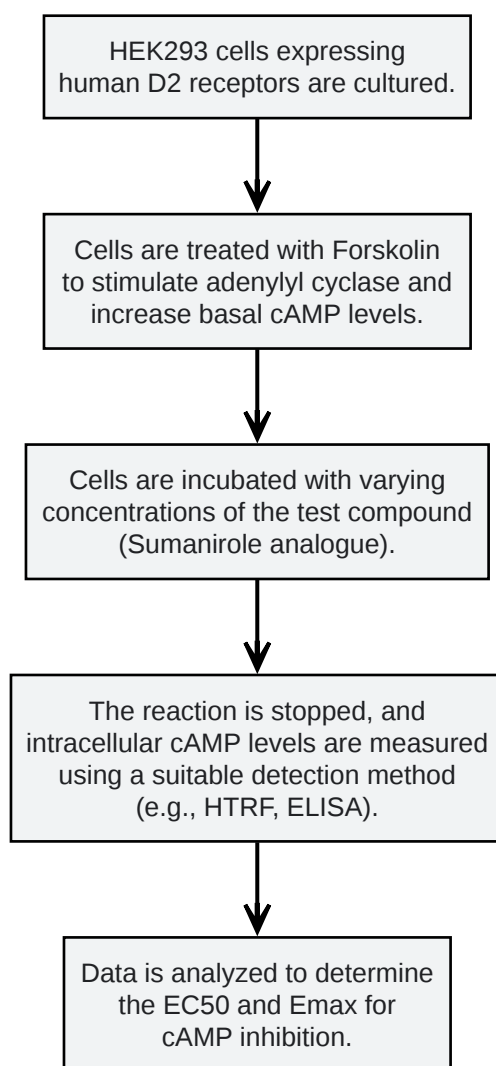 HEK293 cells expressing
human D2 receptors are cultured.
Cells are treated with Forskolin
to stimulate adenylyl cyclase and
increase basal cAMP levels.
Cells are incubated with varying
concentrations of the test compound
(Sumanirole analogue).
The reaction is stopped, and
intracellular cAMP levels are measured
using a suitable detection method
(e.g., HTRF, ELISA).
Data is analyzed to determine
the EC50 and Emax for
cAMP inhibition.